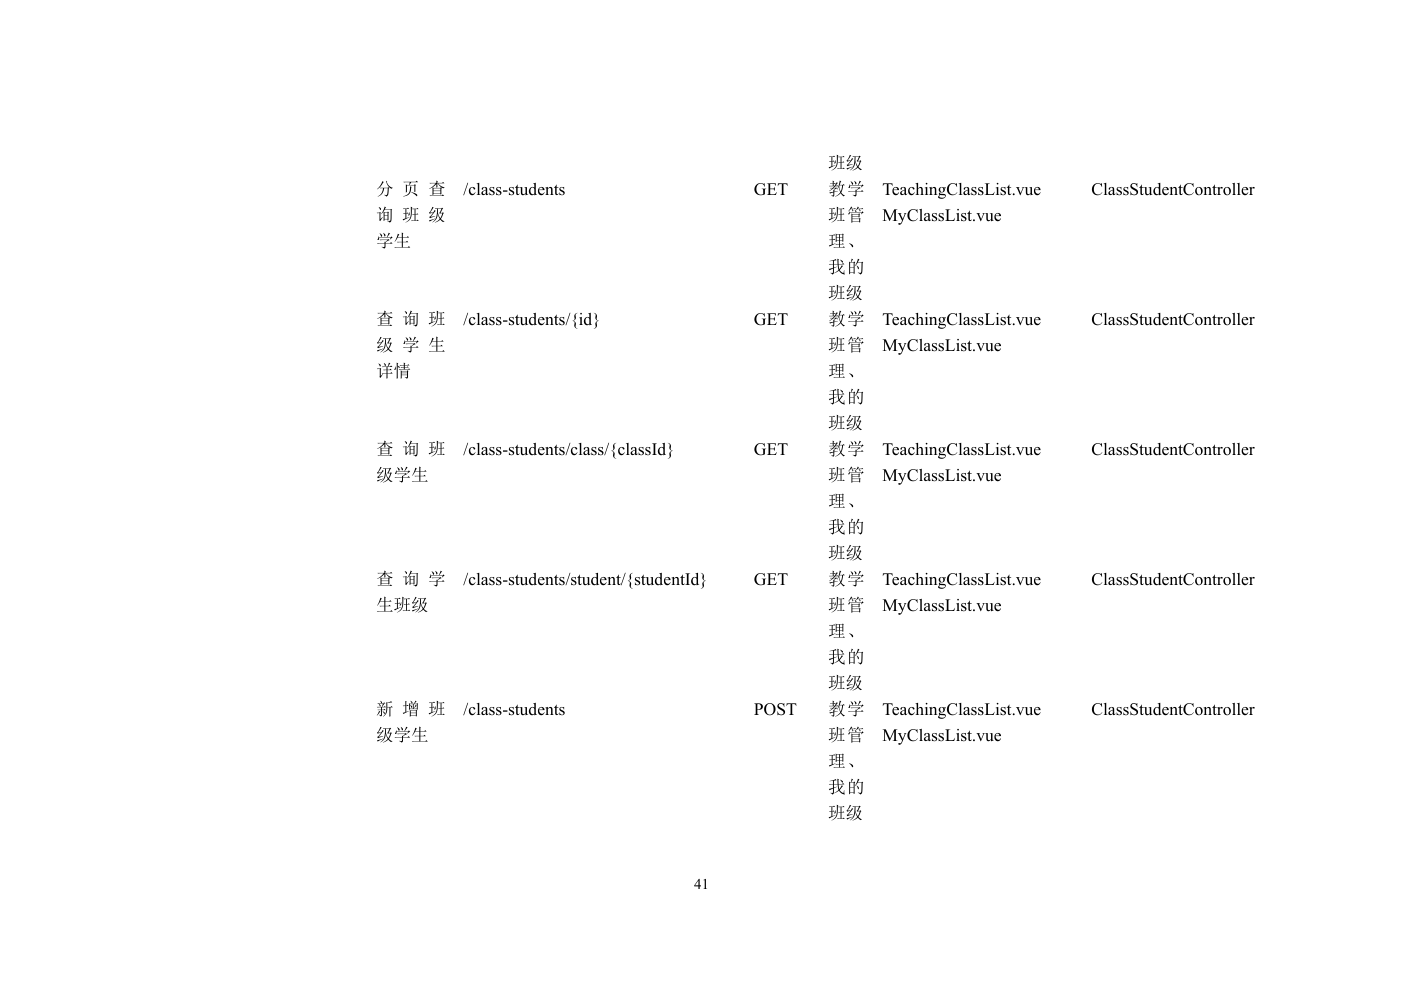 班级
分页查 /class-students GET 教学 TeachingClassList.vue ClassStudentController
询班级 班管 MyClassList.vue
学生 理、
我的
班级
查询班 /class-students/{id} GET 教学 TeachingClassList.vue ClassStudentController
级学生 班管 MyClassList.vue
详情 理、
我的
班级
查询班 /class-students/class/{classId} GET 教学 TeachingClassList.vue ClassStudentController
级学生 班管 MyClassList.vue
理、
我的
班级
查询学 /class-students/student/{studentId} GET 教学 TeachingClassList.vue ClassStudentController
生班级 班管 MyClassList.vue
理、
我的
班级
新增班 /class-students POST 教学 TeachingClassList.vue ClassStudentController
级学生 班管 MyClassList.vue
理、
我的
班级
41